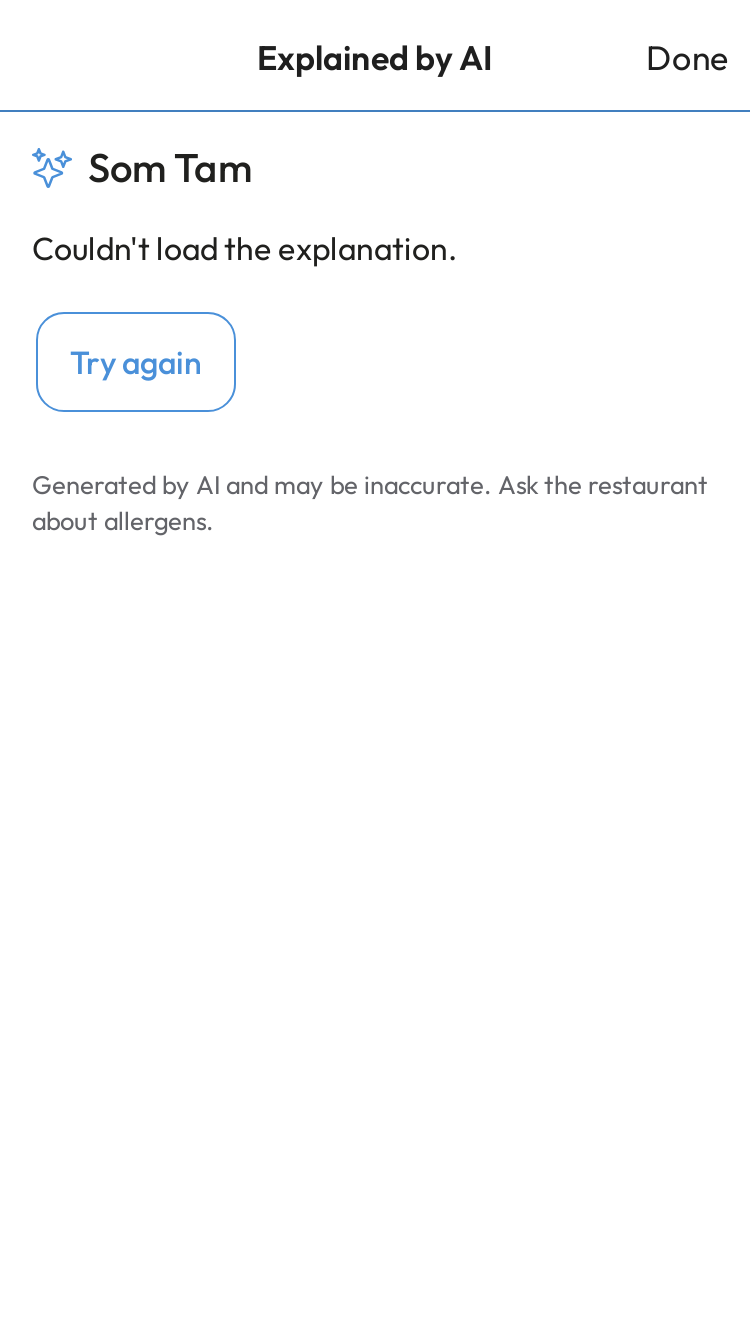 Explained by AI
Done
Som Tam
Couldn't load the explanation.
Try again
Generated by AI and may be inaccurate. Ask the restaurant
about allergens.